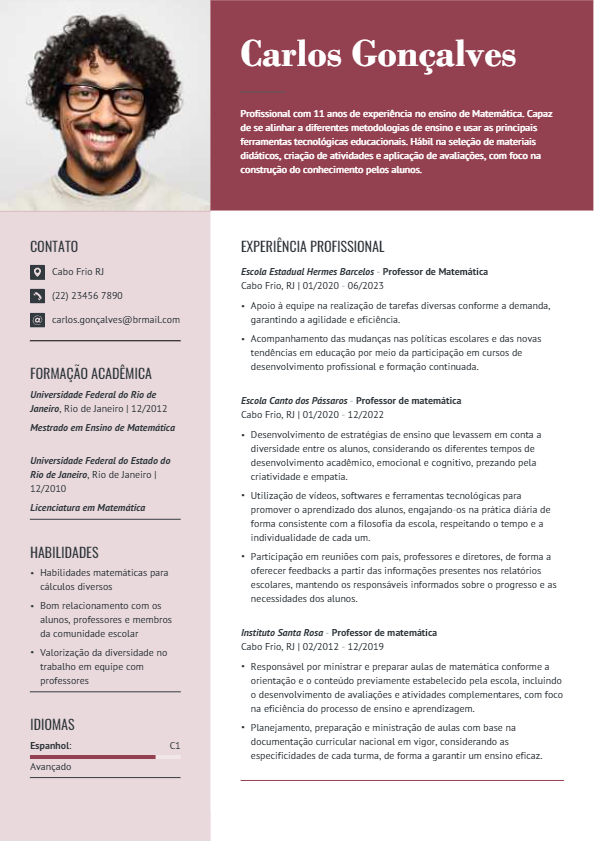 Carlos Gonçalves
Profissional com 11 anos de experiência no ensino de Matemática. Capaz
de se alinhar a diferentes metodologias de ensino e usar as principais
ferramentas tecnológicas educacionais. Hábil na seleção de materiais
didáticos, criação de atividades e aplicação de avaliações, com foco na
construção do conhecimento pelos alunos.
CONTATO
Cabo Frio RJ
(22) 23456 7890
@ carlos.gonçalves@brmail.com
FORMAÇÃO ACADÊMICA
Universidade Federal do Rio de
Janeiro, Rio de Janeiro | 12/2012
Mestrado em Ensino de Matemática
Universidade Federal do Estado do
Rio de Janeiro, Rio de Janeiro |
12/2010
Licenciatura em Matemática
HABILIDADES
• Habilidades matemáticas para
cálculos diversos
• Bom relacionamento com os
alunos, professores e membros
da comunidade escolar
• Valorização da diversidade no
trabalho em equipe com
professores
IDIOMAS
Espanhol: C1
Avançado
EXPERIÊNCIA PROFISSIONAL
Escola Estadual Hermes Barcelos - Professor de Matemática
Cabo Frio, RJ | 01/2020 - 06/2023
• Apoio à equipe na realização de tarefas diversas conforme a demanda,
garantindo a agilidade e eficiência.
• Acompanhamento das mudanças nas políticas escolares e das novas
tendências em educação por meio da participação em cursos de
desenvolvimento profissional e formação continuada.
Escola Canto dos Pássaros - Professor de matemática
Cabo Frio, RJ | 01/2020 - 12/2022
• Desenvolvimento de estratégias de ensino que levassem em conta a
diversidade entre os alunos, considerando os diferentes tempos de
desenvolvimento acadêmico, emocional e cognitivo, prezando pela
criatividade e empatia.
• Utilização de vídeos, softwares e ferramentas tecnológicas para
promover o aprendizado dos alunos, engajando-os na prática diária de
forma consistente com a filosofia da escola, respeitando o tempo e a
individualidade de cada um.
• Participação em reuniões com pais, professores e diretores, de forma a
oferecer feedbacks a partir das informações presentes nos relatórios
escolares, mantendo os responsáveis informados sobre o progresso e as
necessidades dos alunos.
Instituto Santa Rosa - Professor de matemática
Cabo Frio, RJ | 02/2012 - 12/2019
• Responsável por ministrar e preparar aulas de matemática conforme a
orientação e o conteúdo previamente estabelecido pela escola, incluindo
o desenvolvimento de avaliações e atividades complementares, com foco
na eficiência do processo de ensino e aprendizagem.
• Planejamento, preparação e ministração de aulas com base na
documentação curricular nacional em vigor, considerando as
especificidades de cada turma, de forma a garantir um ensino eficaz.